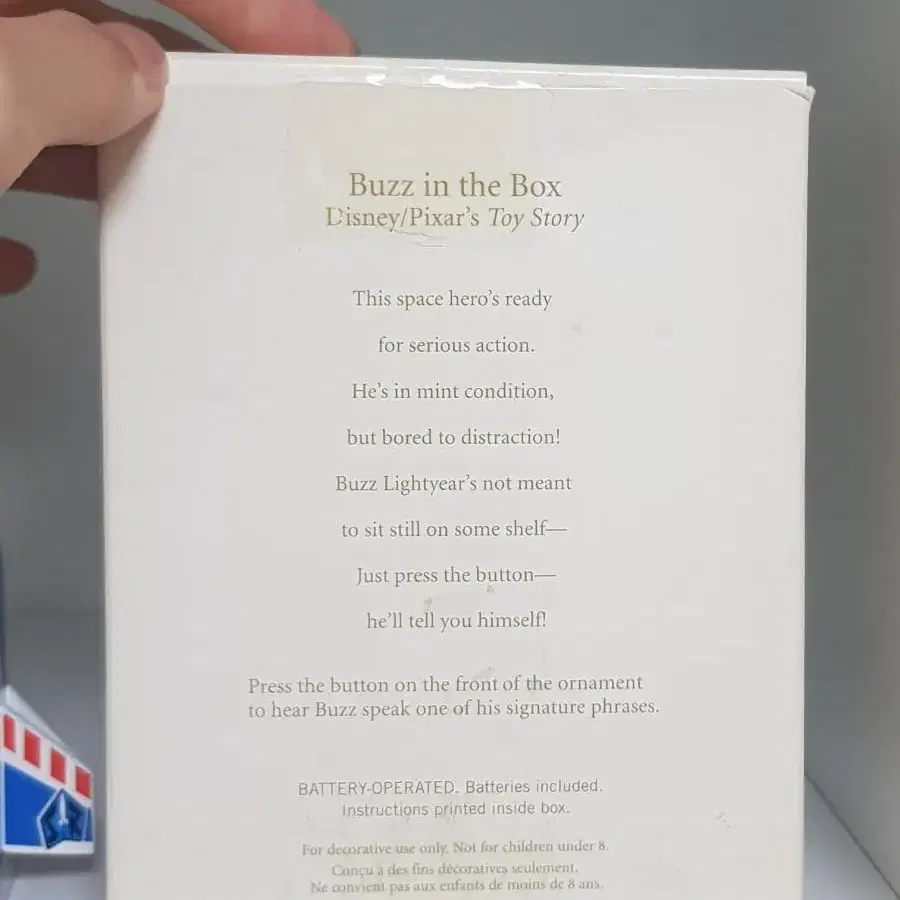 Buzz in the Box
Disney/Pixar's Toy Story
This space hero's ready
for serious action.
He's in mint condition,
but bored to distraction!
Buzz Lightyear's not meant
to sit still on some shelf—
Just press the button—
he'll tell you himself!
Press the button on the front of the ornament
to hear Buzz speak one of his signature phrases.
BATTERY-OPERATED. Batteries included.
Instructions printed inside box.
For decorative use only. Not for children under 8.
Conçu à des fins décoratives seulement.
Ne convient pas aux enfants de moins de 8 ans.